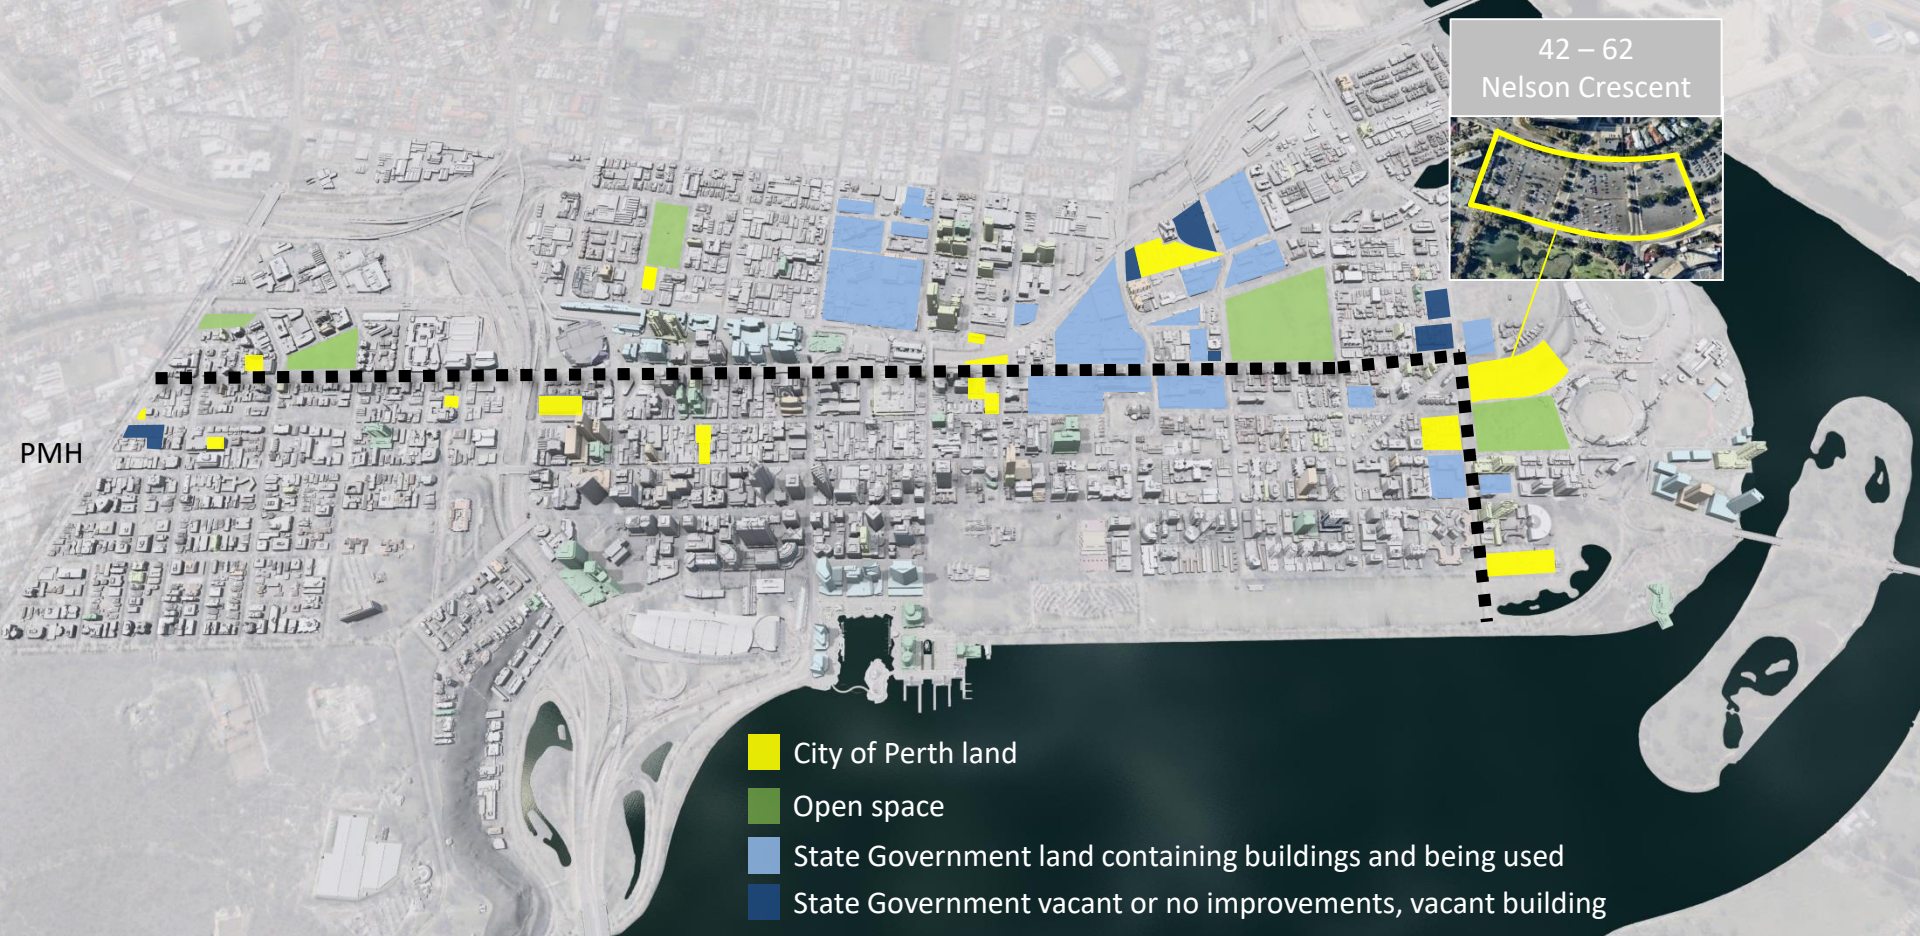 42 – 62
Nelson Crescent
PMH
City of Perth land
Open space
State Government land containing buildings and being used
State Government vacant or no improvements, vacant building